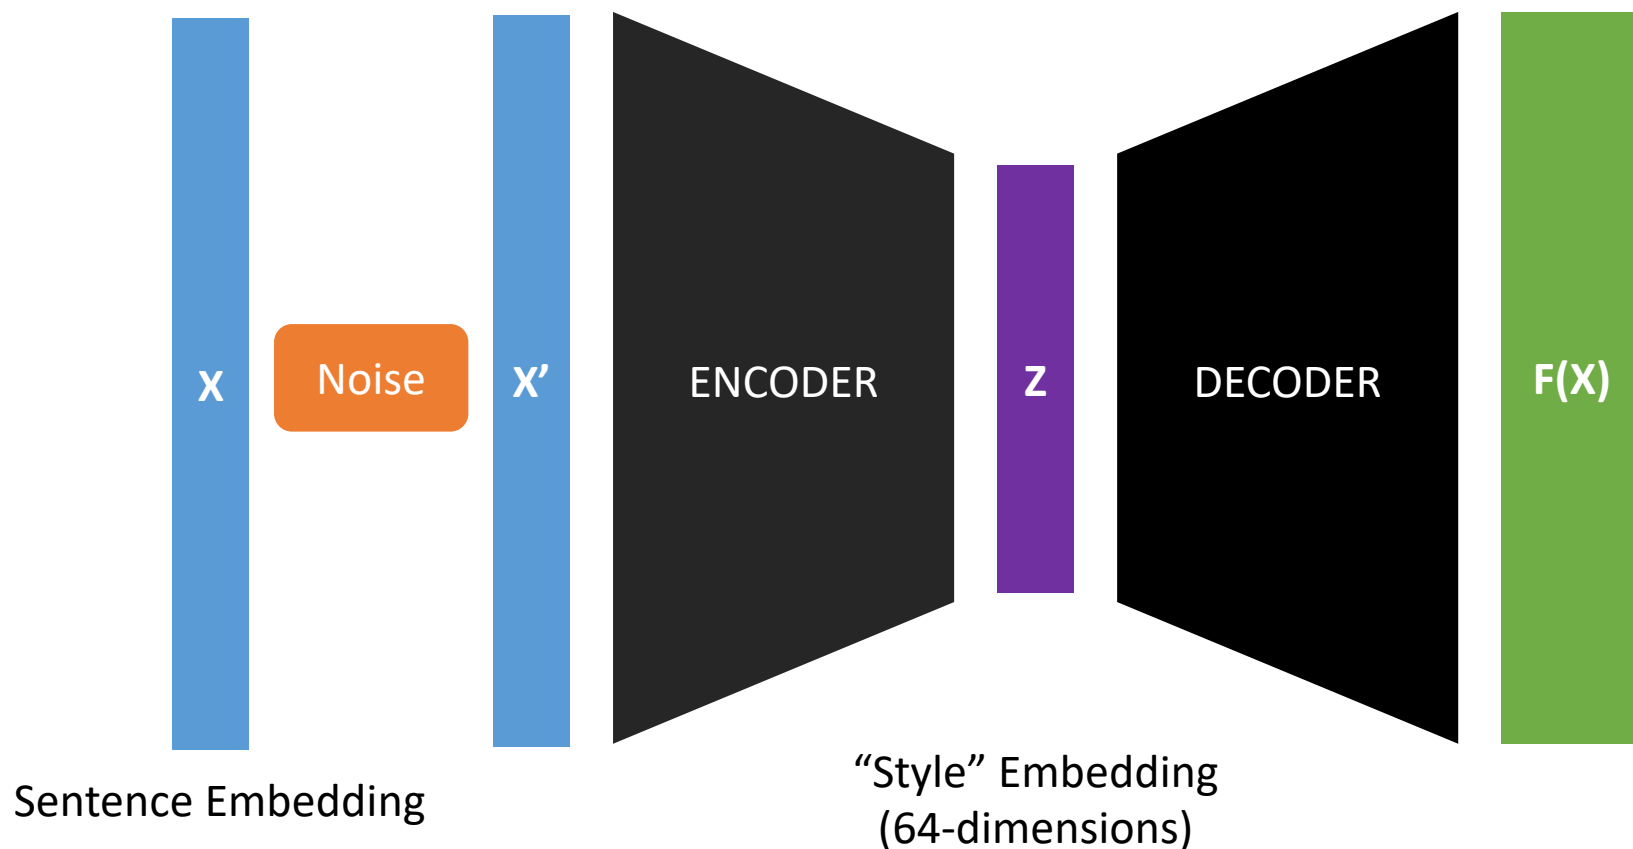 X
Noise
X’
ENCODER
Z
DECODER
F(X)
Sentence Embedding
“Style” Embedding
(64-dimensions)